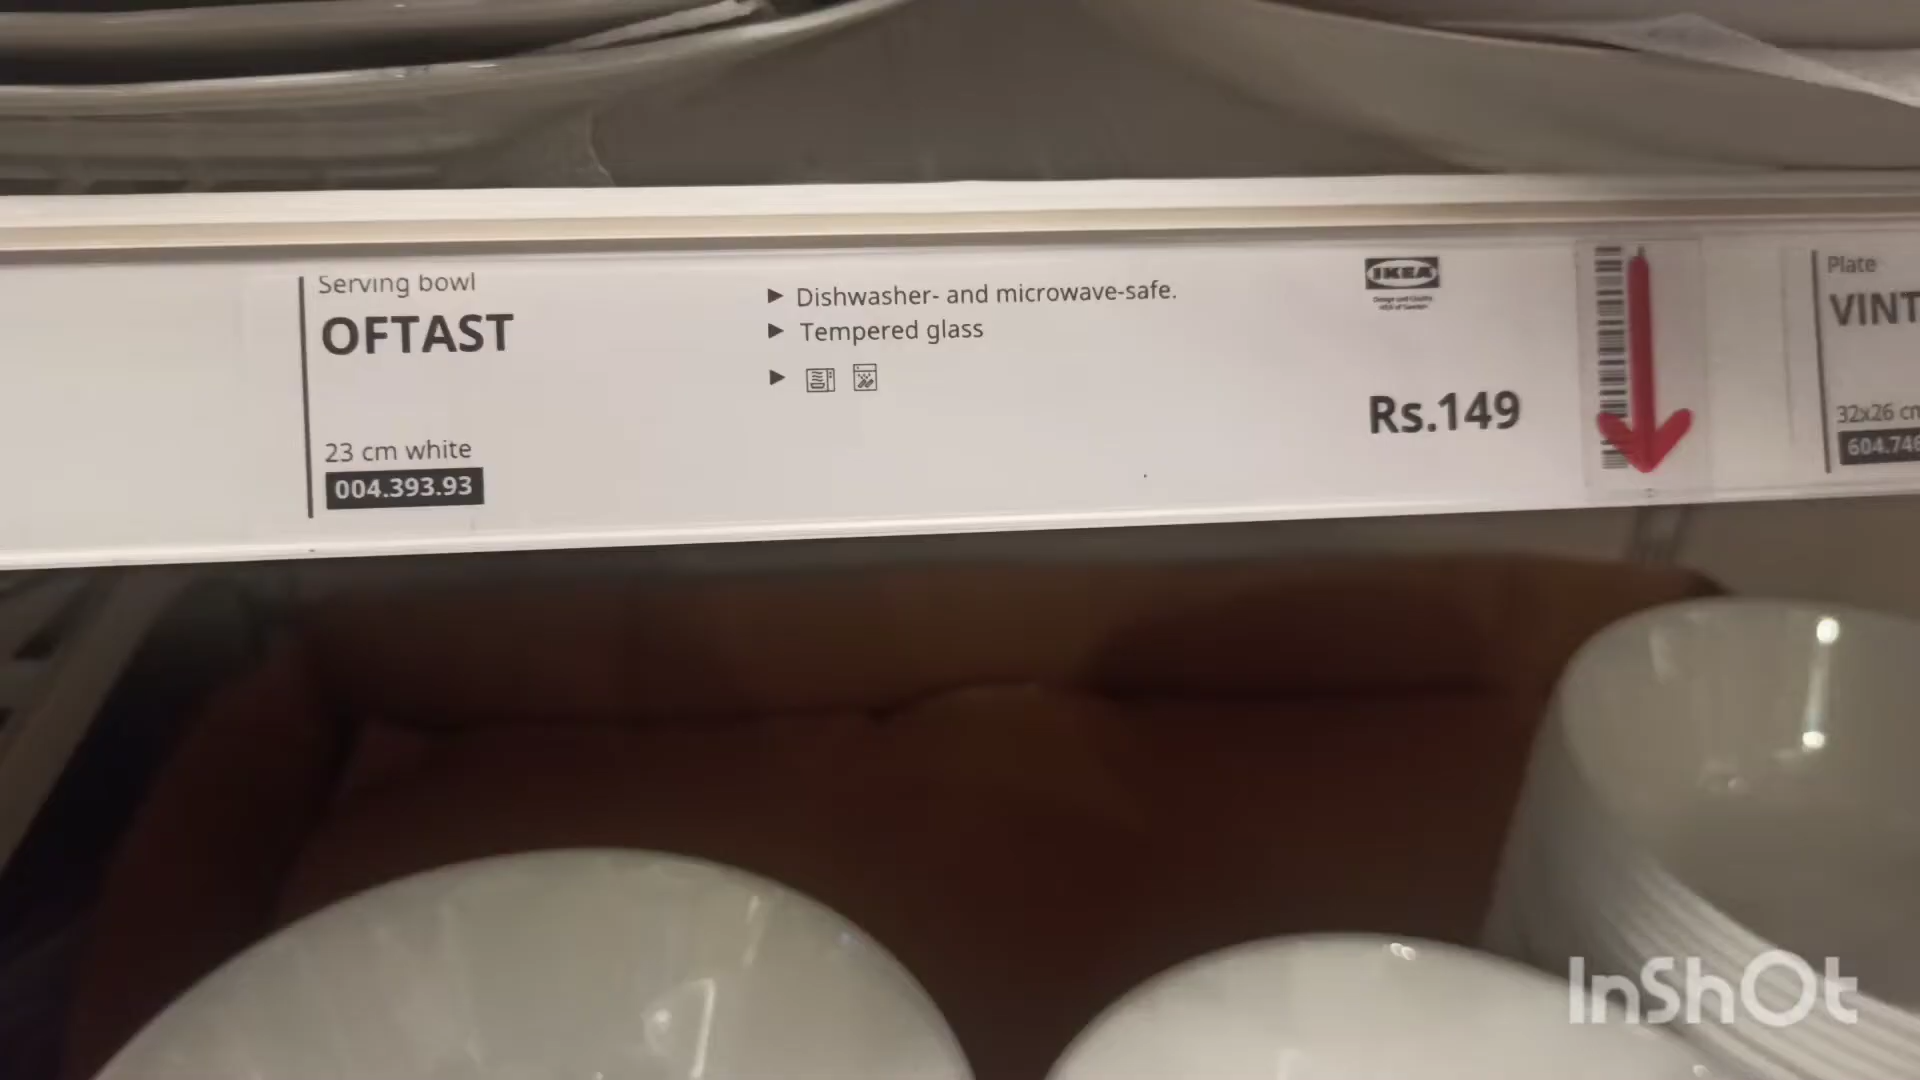 Serving bowl
OFTAST
23 cm white
004.393.93
► Dishwasher- and microwave-safe.
► Tempered glass
►
IKEA
Rs.149
Plate
VINT
32x26 cm
604.746
InShOt